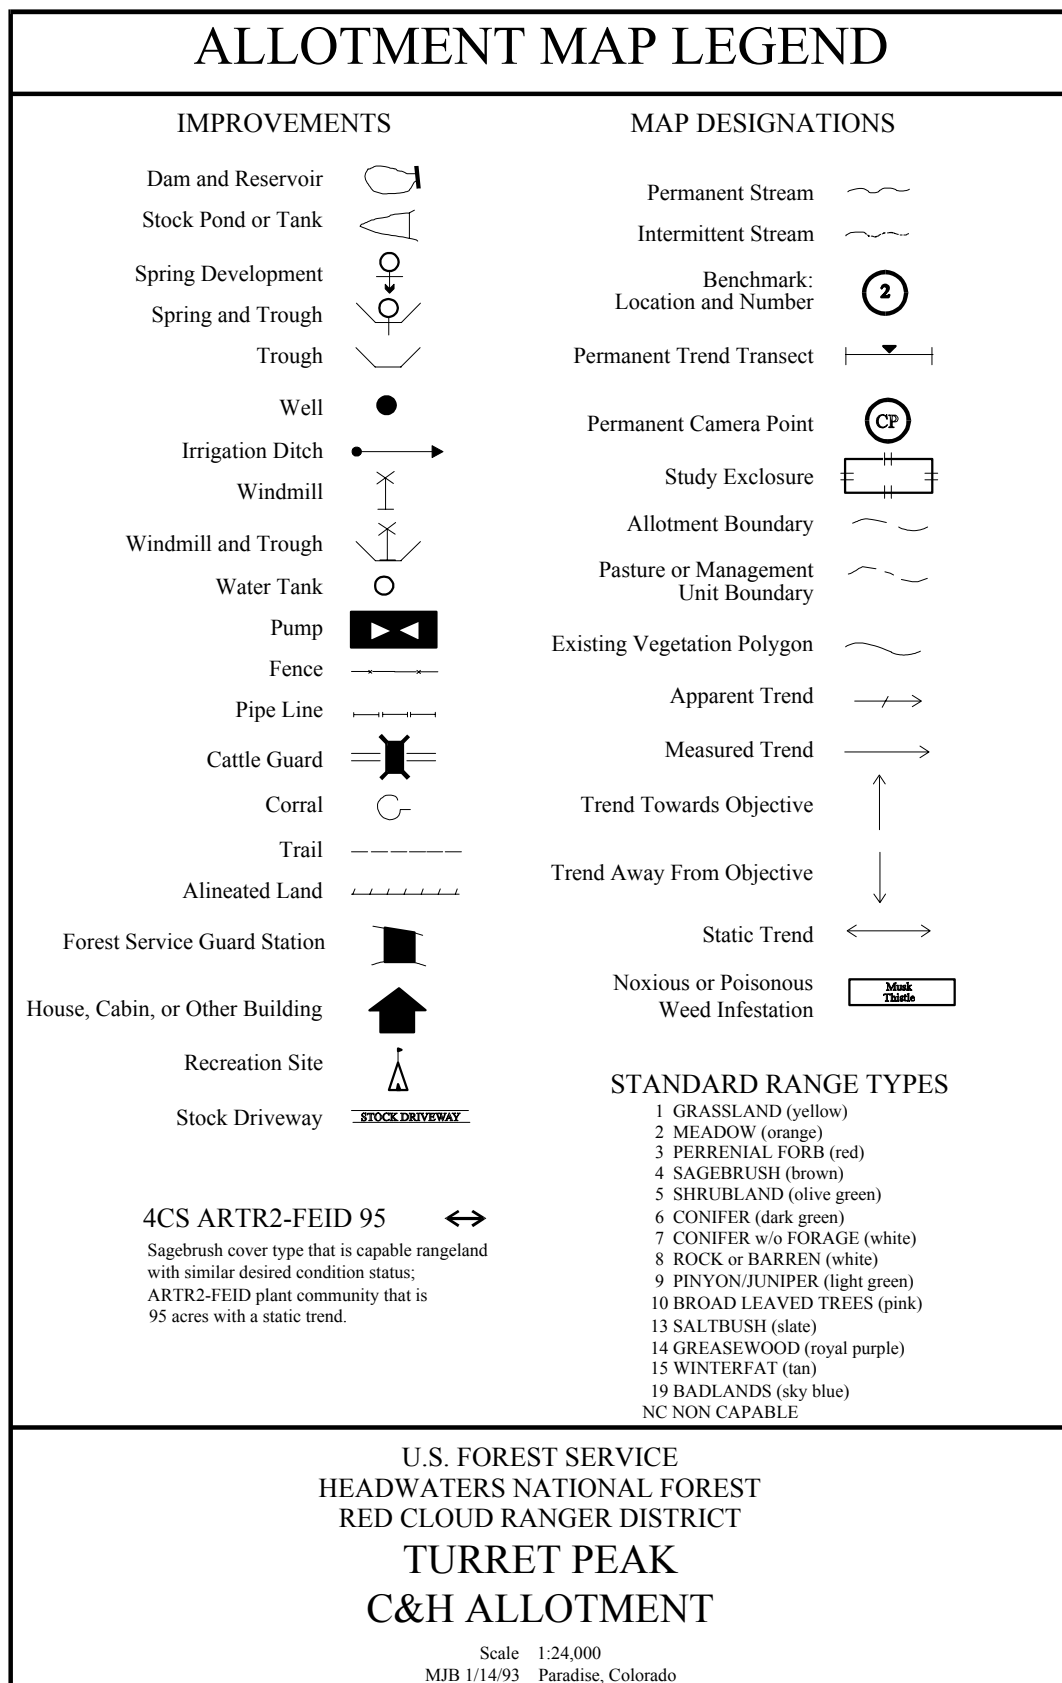 ALLOTMENT MAP LEGEND
IMPROVEMENTS
Dam and Reservoir
Stock Pond or Tank
Spring Development
Spring and Trough
Trough
Well
Irrigation Ditch
Windmill
Windmill and Trough
Water Tank
Pump
Fence
Pipe Line
Cattle Guard
Corral
Trail
Alineated Land
Forest Service Guard Station
House, Cabin, or Other Building
Recreation Site
Stock Driveway
STOCK DRIVEWAY
4CS ARTR2-FEID 95
Sagebrush cover type that is capable rangeland
with similar desired condition status;
ARTR2-FEID plant community that is
95 acres with a static trend.
MAP DESIGNATIONS
Permanent Stream
Intermittent Stream
Benchmark:
Location and Number
2
Permanent Trend Transect
Permanent Camera Point
CP
Study Exclosure
Allotment Boundary
Pasture or Management
Unit Boundary
Existing Vegetation Polygon
Apparent Trend
Measured Trend
Trend Towards Objective
Trend Away From Objective
Static Trend
Noxious or Poisonous
Weed Infestation
Musk
Thistle
STANDARD RANGE TYPES
1 GRASSLAND (yellow)
2 MEADOW (orange)
3 PERRENIAL FORB (red)
4 SAGEBRUSH (brown)
5 SHRUBLAND (olive green)
6 CONIFER (dark green)
7 CONIFER w/o FORAGE (white)
8 ROCK or BARREN (white)
9 PINYON/JUNIPER (light green)
10 BROAD LEAVED TREES (pink)
13 SALTBUSH (slate)
14 GREASEWOOD (royal purple)
15 WINTERFAT (tan)
19 BADLANDS (sky blue)
NC NON CAPABLE
U.S. FOREST SERVICE
HEADWATERS NATIONAL FOREST
RED CLOUD RANGER DISTRICT
TURRET PEAK
C&H ALLOTMENT
Scale 1:24,000
MJB 1/14/93 Paradise, Colorado